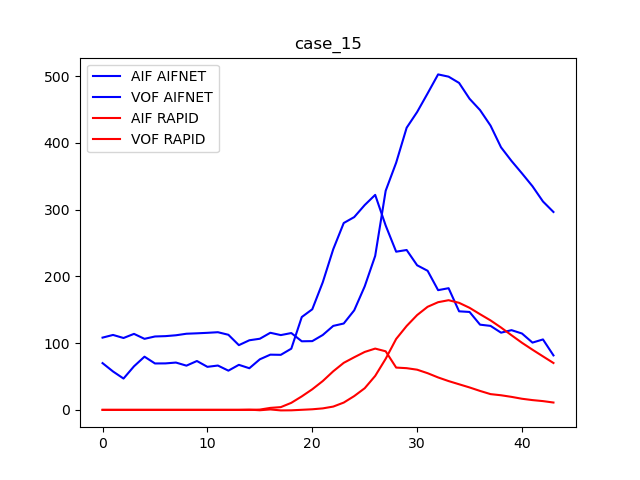 case_15
AIF AIFNET
VOF AIFNET
AIF RAPID
VOF RAPID
500
400
300
200
100
0
0 10 20 30 40